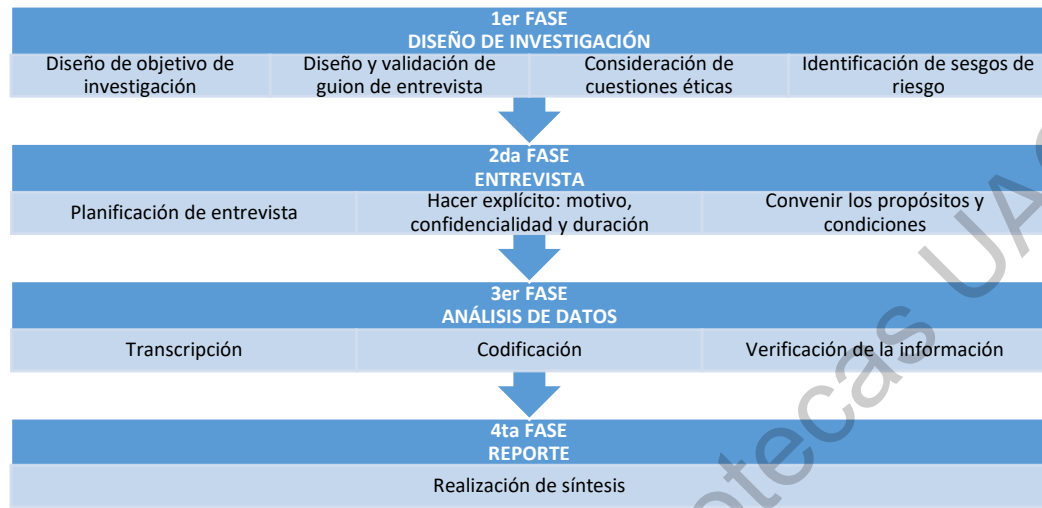 1er FASE
DISEÑO DE INVESTIGACIÓN
Diseño de objetivo de
investigación
Diseño y validación de
guion de entrevista
Consideración de
cuestiones éticas
Identificación de sesgos de
riesgo
2da FASE
ENTREVISTA
Planificación de entrevista
Hacer explícito: motivo,
confidencialidad y duración
Convenir los propósitos y
condiciones
3er FASE
ANÁLISIS DE DATOS
Transcripción
Codificación
Verificación de la información
4ta FASE
REPORTE
Realización de síntesis